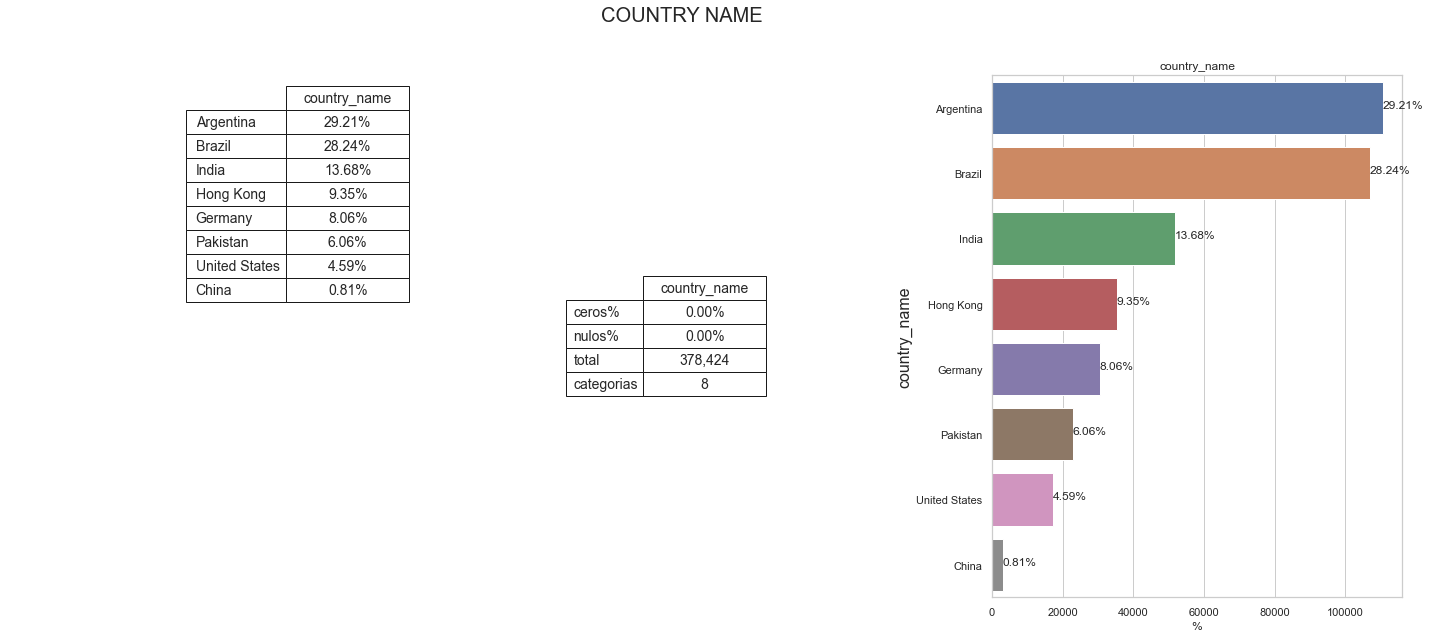 COUNTRY NAME
country_name
Argentina 29.21%
Brazil 28.24%
India 13.68%
Hong Kong 9.35%
Germany 8.06%
Pakistan 6.06%
United States 4.59%
China 0.81%
country_name
ceros% 0.00%
nulos% 0.00%
total 378,424
categorias 8
country_name
country_name
Argentina 29.21%
Brazil 28.24%
India 13.68%
Hong Kong 9.35%
Germany 8.06%
Pakistan 6.06%
United States 4.59%
China 0.81%
0 20000 40000 60000 80000 100000
%